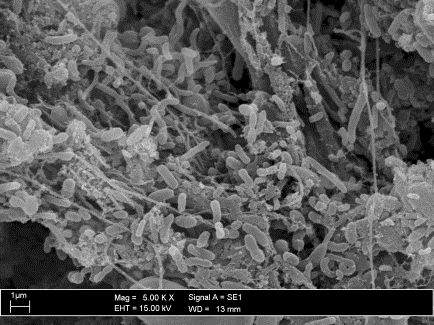 1µm
Mag = 5.00 K X
Signal A = SE1
EHT = 15.00 kV
WD = 13 mm